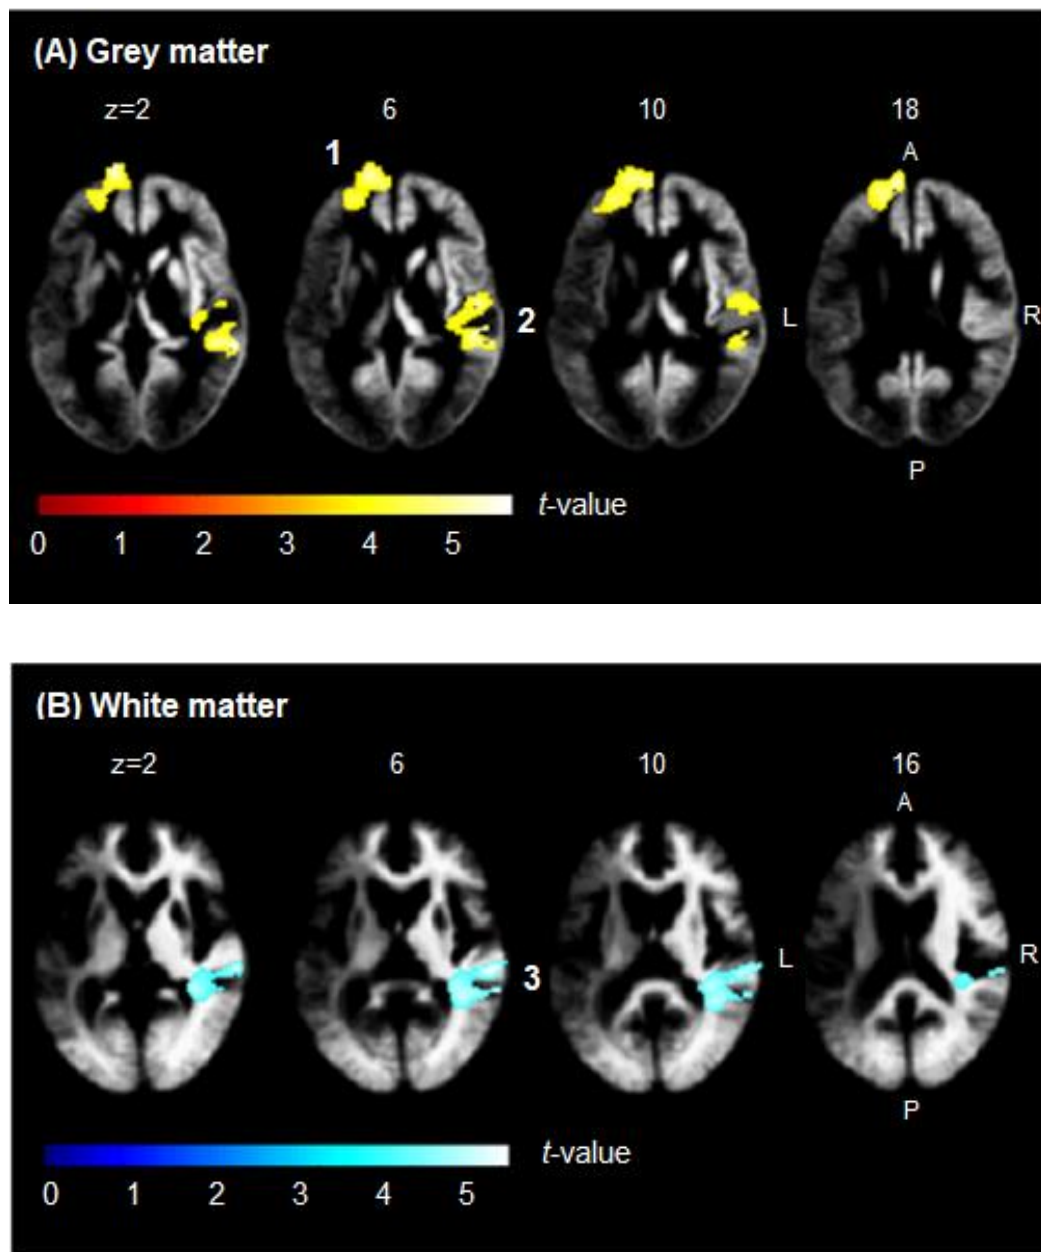 (A) Grey matter
z=2 6 10 18
1 A
2 L R
P
t-value
0 1 2 3 4 5
(B) White matter
z=2 6 10 16
A
3 L R
P
t-value
0 1 2 3 4 5